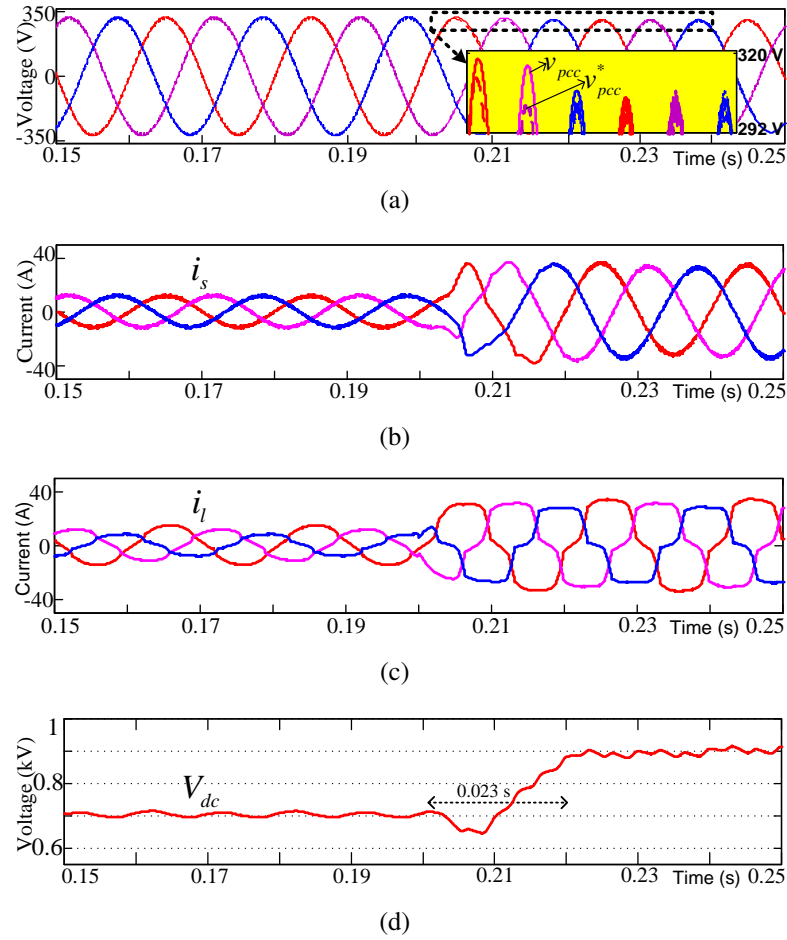 350
0
-350
Voltage (V)
v_pcc
v*_pcc
320 V
292 V
0.15 0.17 0.19 0.21 0.23 Time (s) 0.25
(a)
40
0
-40
Current (A)
i_s
0.15 0.17 0.19 0.21 0.23 Time (s) 0.25
(b)
40
0
-40
Current (A)
i_l
0.15 0.17 0.19 0.21 0.23 Time (s) 0.25
(c)
1
0.8
0.6
Voltage (kV)
V_dc
0.023 s
0.15 0.17 0.19 0.21 0.23 Time (s) 0.25
(d)